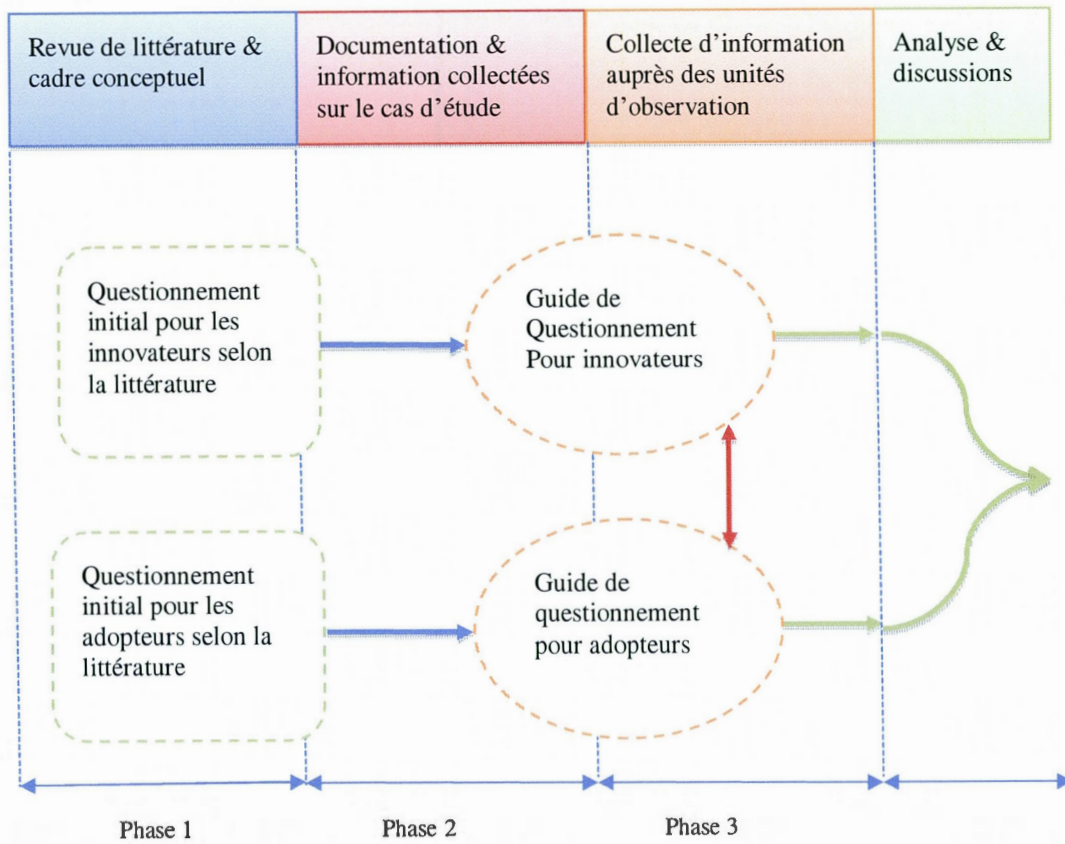 Revue de littérature &
cadre conceptuel
Documentation &
information collectées
sur le cas d'étude
Collecte d'information
auprès des unités
d'observation
Analyse &
discussions
Questionnement
initial pour les
innovateurs selon
la littérature
Guide de
Questionnement
Pour innovateurs
Questionnement
initial pour les
adopteurs selon la
littérature
Guide de
questionnement
pour adopteurs
Phase 1
Phase 2
Phase 3